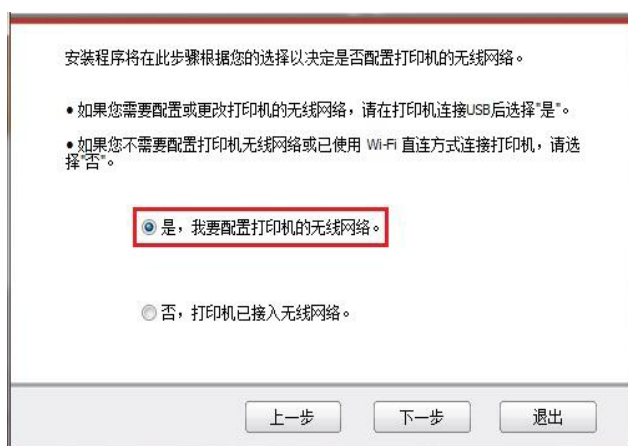 安装程序将在此步骤根据您的选择以决定是否配置打印机的无线网络。
• 如果您需要配置或更改打印机的无线网络，请在打印机连接USB后选择"是"。
• 如果您不需要配置打印机无线网络或已使用 Wi-Fi 直连方式连接打印机，请选
择"否"。
是，我要配置打印机的无线网络。
否，打印机已接入无线网络。
上一步 下一步 退出